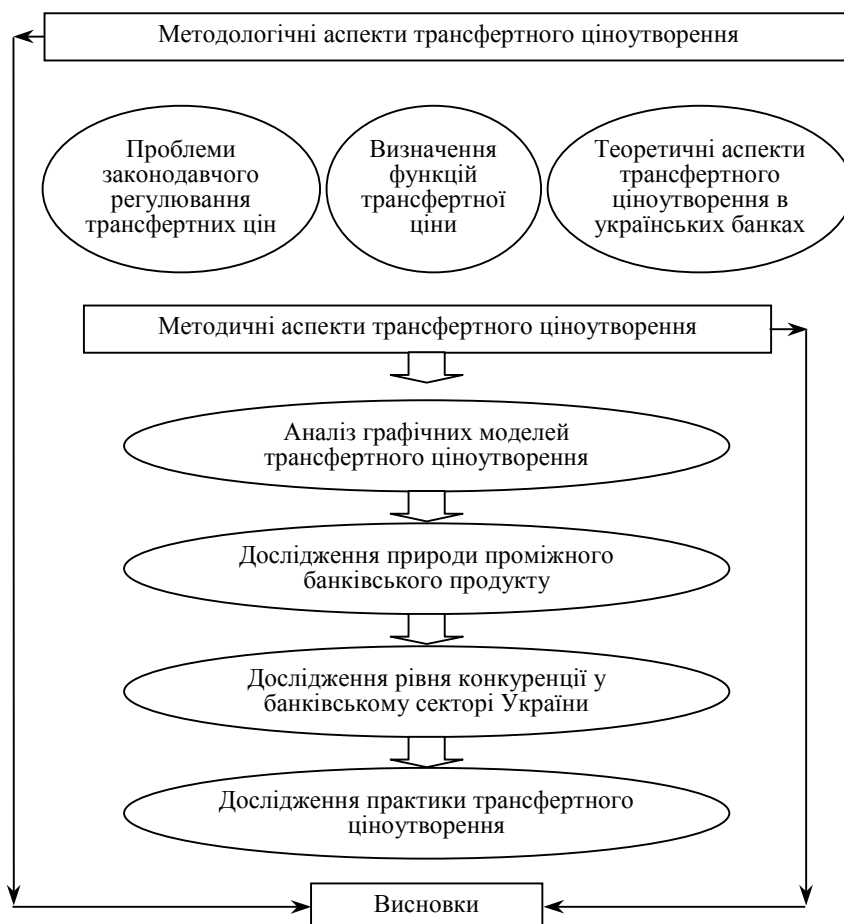 Методологічні аспекти трансфертного ціноутворення
Проблеми
законодавчого
регулювання
трансфертних цін
Визначення
функцій
трансфертної
ціни
Теоретичні аспекти
трансфертного
ціноутворення в
українських банках
Методичні аспекти трансфертного ціноутворення
Аналіз графічних моделей
трансфертного ціноутворення
Дослідження природи проміжного
банківського продукту
Дослідження рівня конкуренції у
банківському секторі України
Дослідження практики трансфертного
ціноутворення
Висновки